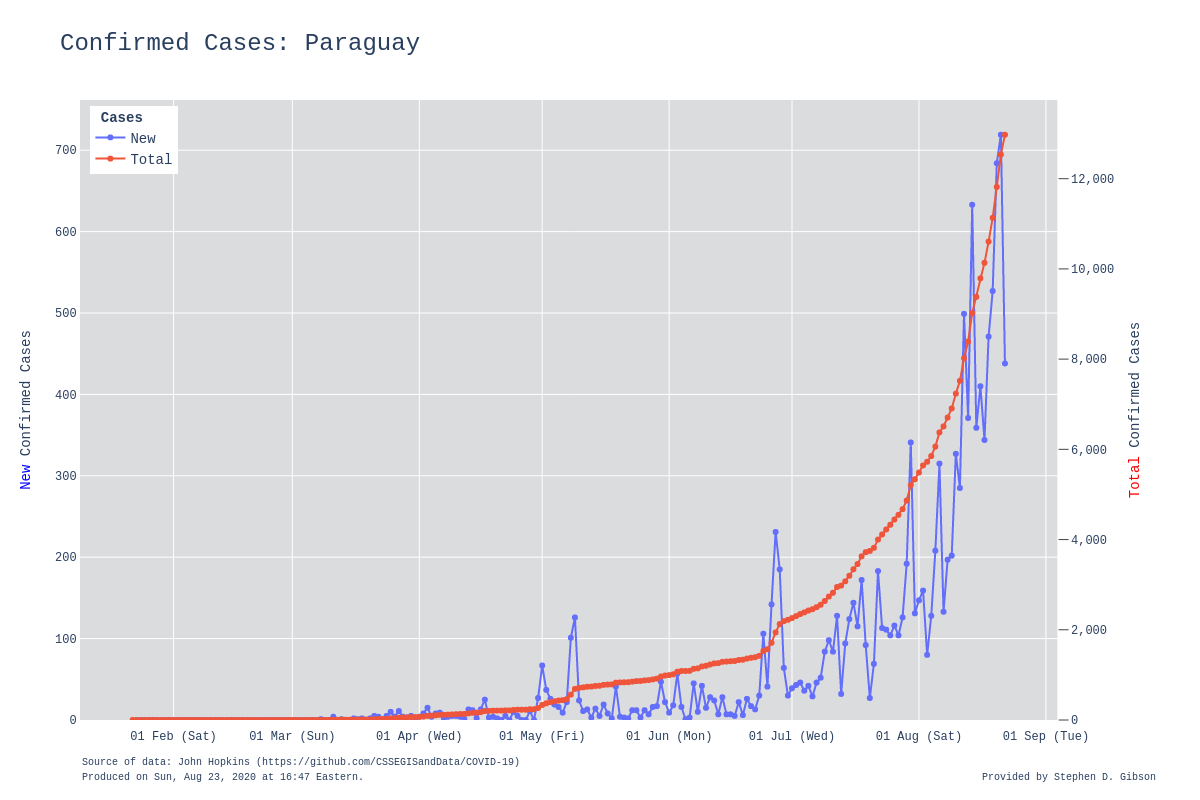 Confirmed Cases: Paraguay
Cases
New
Total
700
600
500
400
300
200
100
0
12,000
10,000
8,000
6,000
4,000
2,000
0
New Confirmed Cases
Total Confirmed Cases
01 Feb (Sat) 01 Mar (Sun) 01 Apr (Wed) 01 May (Fri) 01 Jun (Mon) 01 Jul (Wed) 01 Aug (Sat) 01 Sep (Tue)
Source of data: John Hopkins (https://github.com/CSSEGISandData/COVID-19)
Produced on Sun, Aug 23, 2020 at 16:47 Eastern.
Provided by Stephen D. Gibson